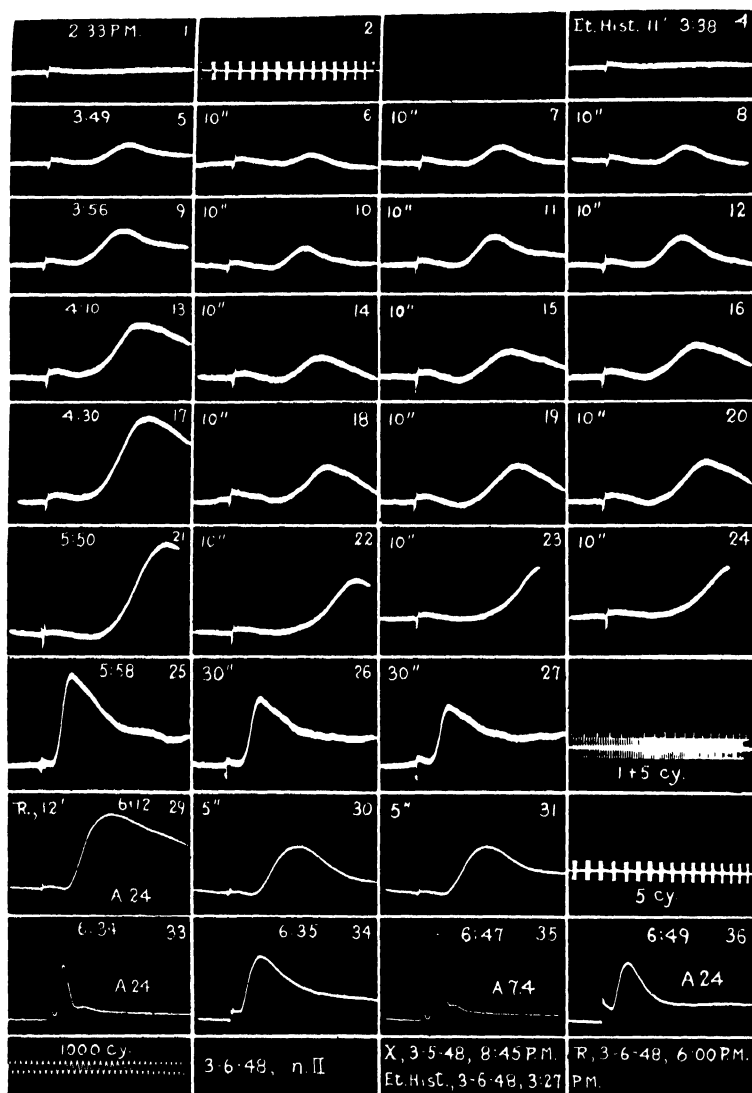 2:33 P.M. 1
2
Et. Hist. 11' 3:38 4
3:49 5
10" 6
10" 7
10" 8
3:56 9
10" 10
10" 11
10" 12
4:10 13
10" 14
10" 15
10" 16
4:30 17
10" 18
10" 19
10" 20
5:50 21
10" 22
10" 23
10" 24
5:58 25
30" 26
30" 27
1+5 cy.
R., 12' 6:12 29
A 24
5" 30
5" 31
5 cy
6:34 33
A 24
6:35 34
6:47 35
A 7.4
6:49 36
A 24
1000 Cy.
3-6-48, n. II
X, 3-5-48, 8:45 P.M.
Et. Hist., 3-6-48, 3:27
R, 3-6-48, 6:00 P.M.
P.M.